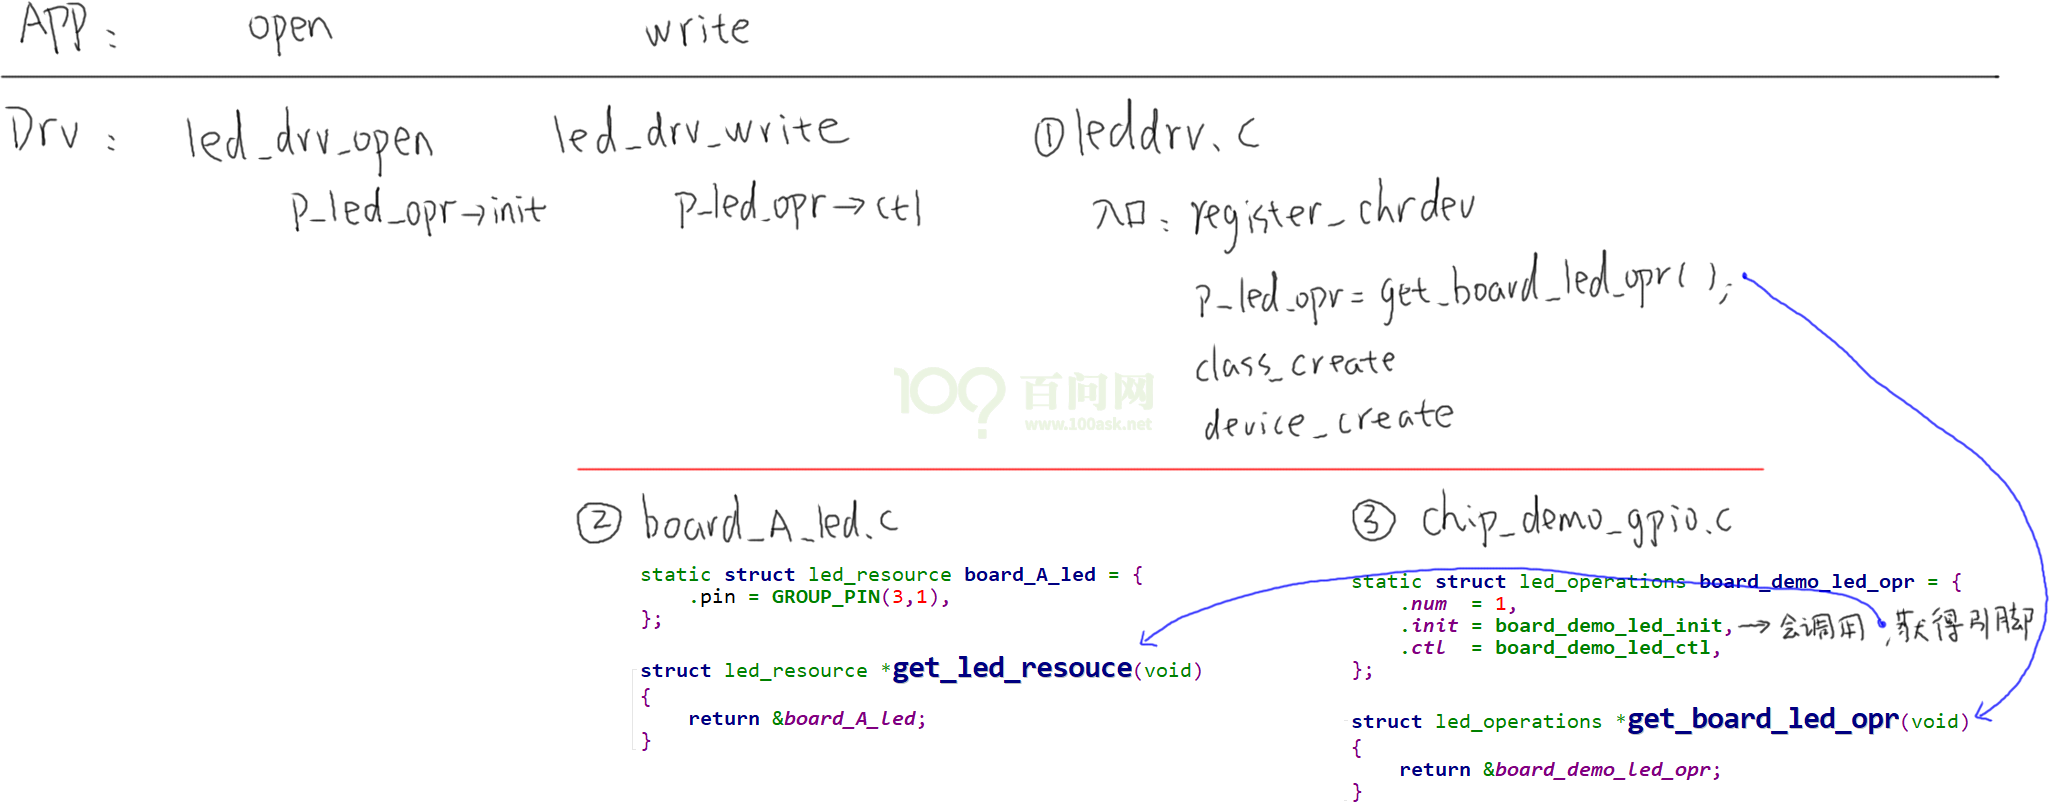 APP: open write
Drv: led_drv_open led_drv_write ①leddrv.c
p_led_opr→init p_led_opr→ctl 入口: register_chrdev
p_led_opr = get_board_led_opr();
class_create
device_create
100? 百问网
www.100ask.net
② board_A_led.c
static struct led_resource board_A_led = {
.pin = GROUP_PIN(3,1),
};
struct led_resource *get_led_resouce(void)
{
return &board_A_led;
}
③ chip_demo_gpio.c
static struct led_operations board_demo_led_opr = {
.num = 1,
.init = board_demo_led_init, → 会调用, 获得引脚
.ctl = board_demo_led_ctl,
};
struct led_operations *get_board_led_opr(void)
{
return &board_demo_led_opr;
}